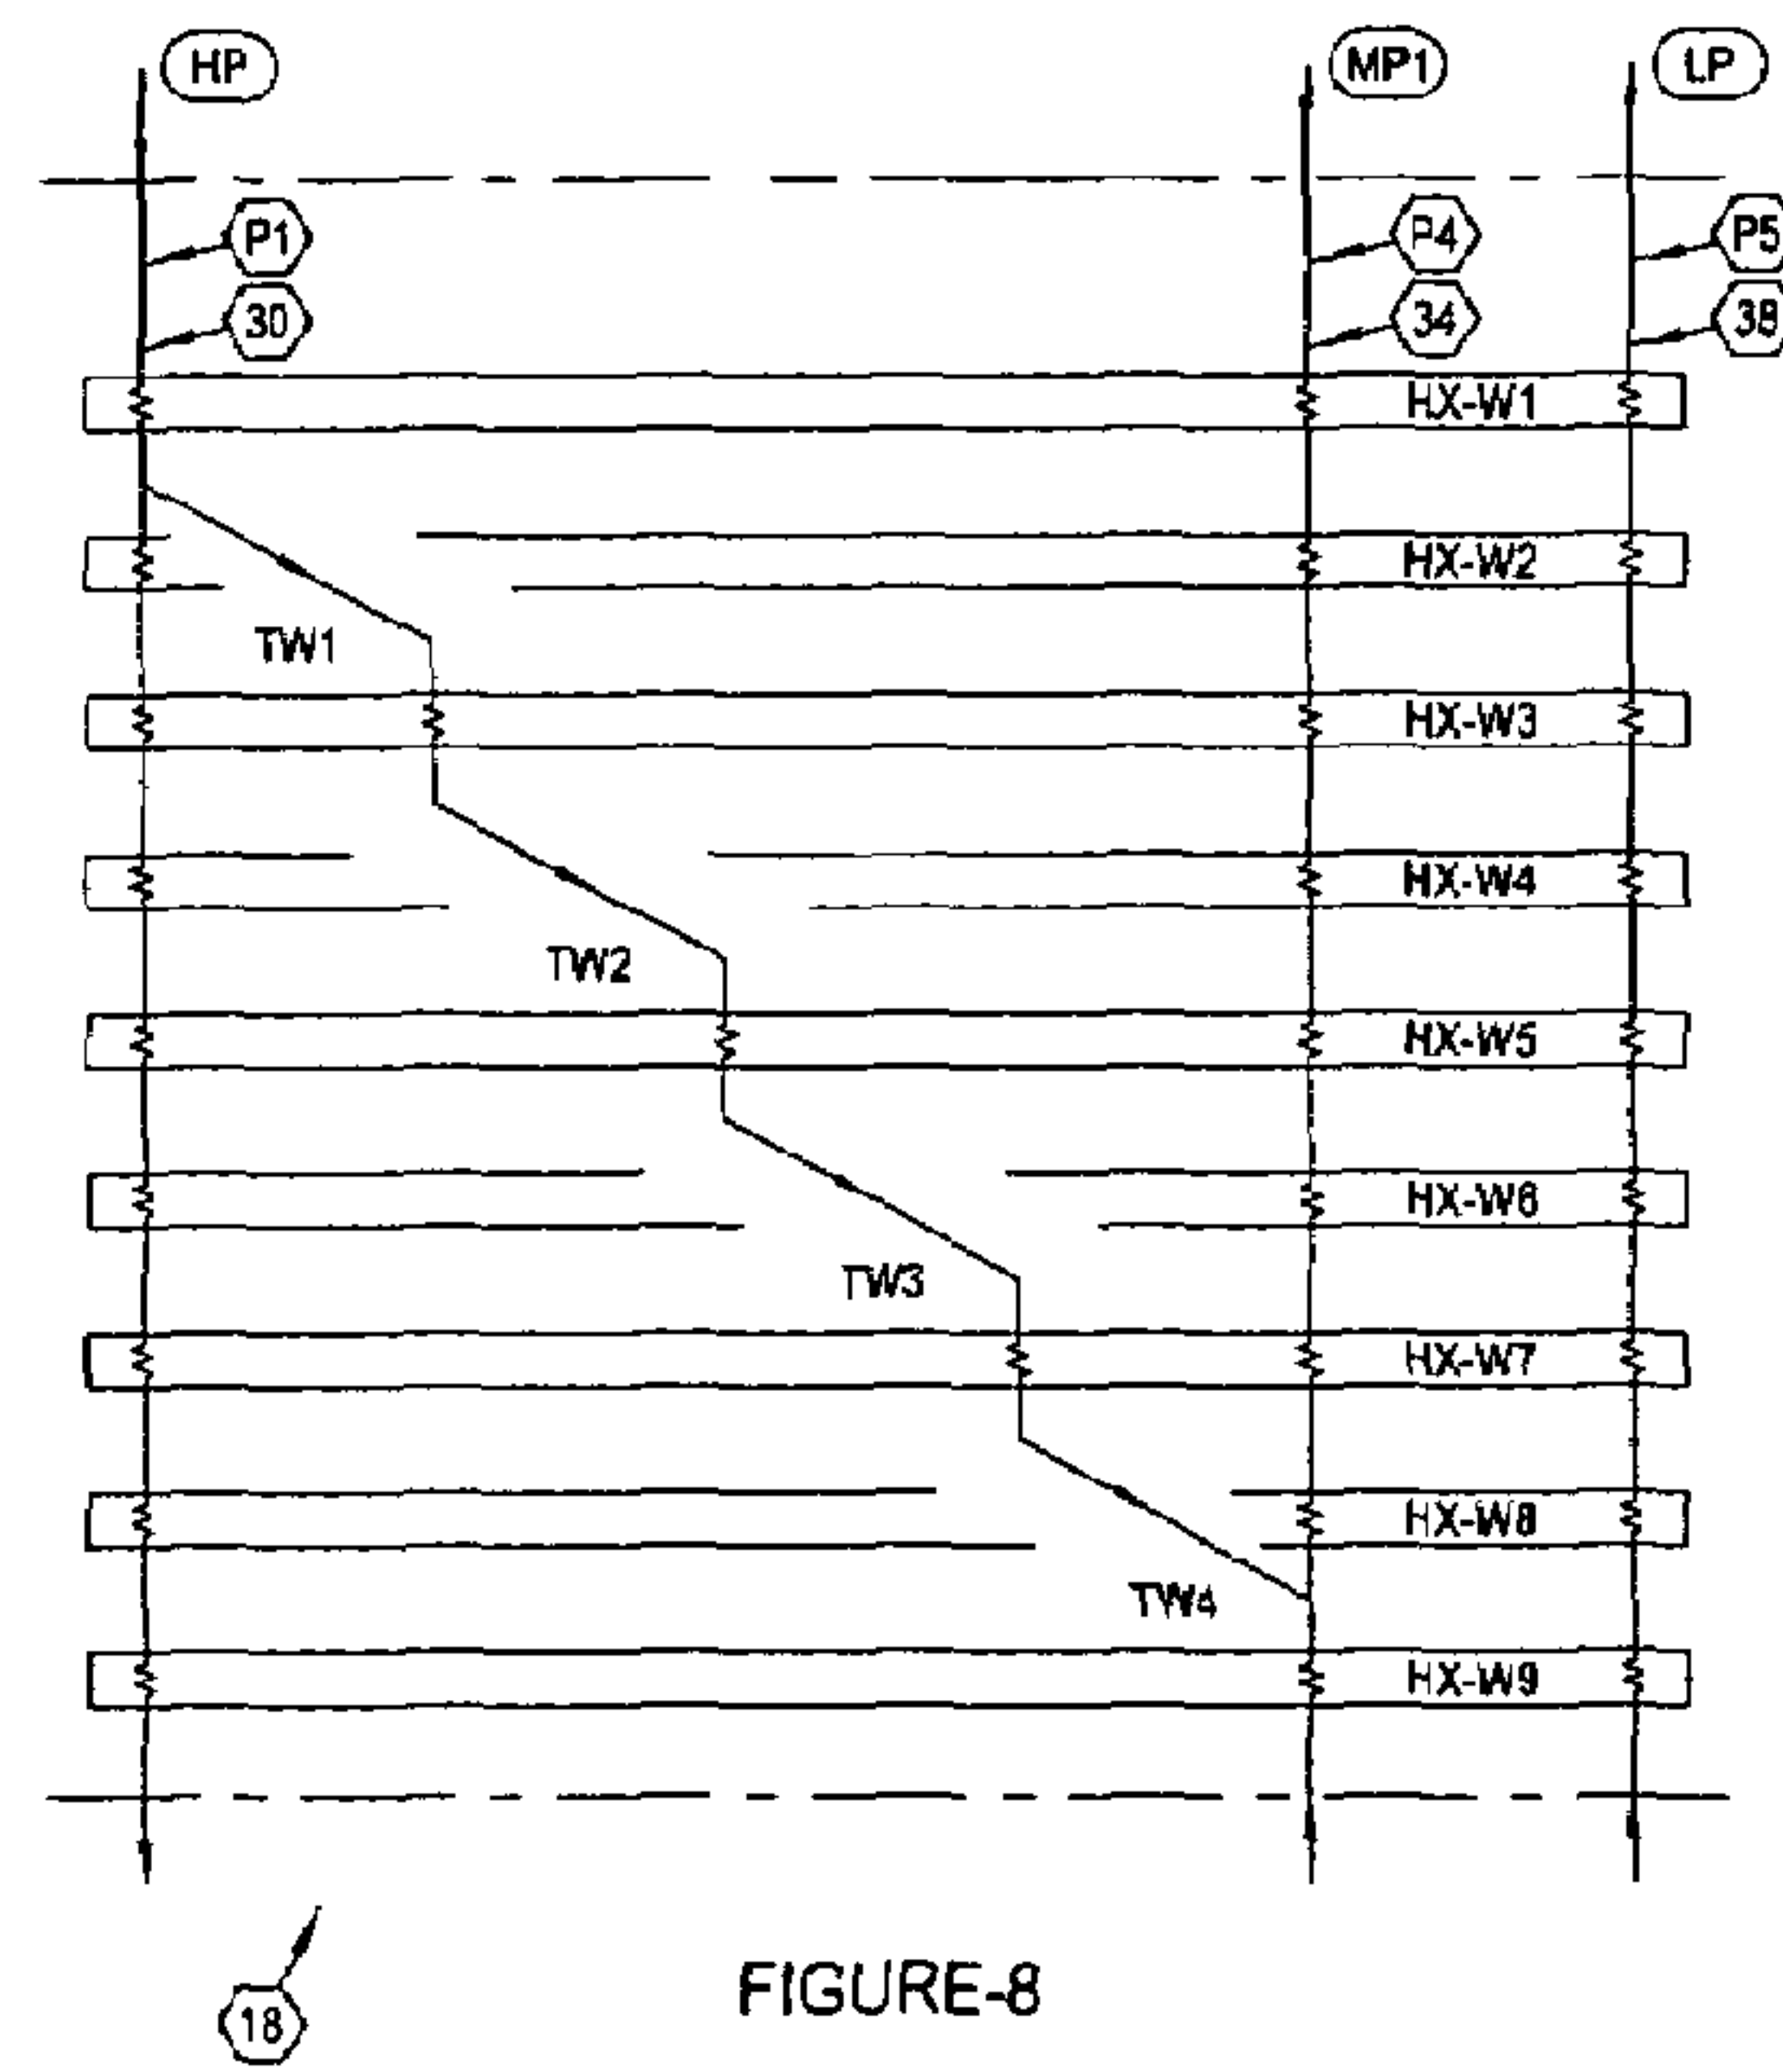 HP MP1 LP
P1 P4 P5
30 34 38
HX-W1
HX-W2
TW1
HX-W3
HX-W4
TW2
HX-W5
HX-W6
TW3
HX-W7
HX-W8
TW4
HX-W9
18
FIGURE-8